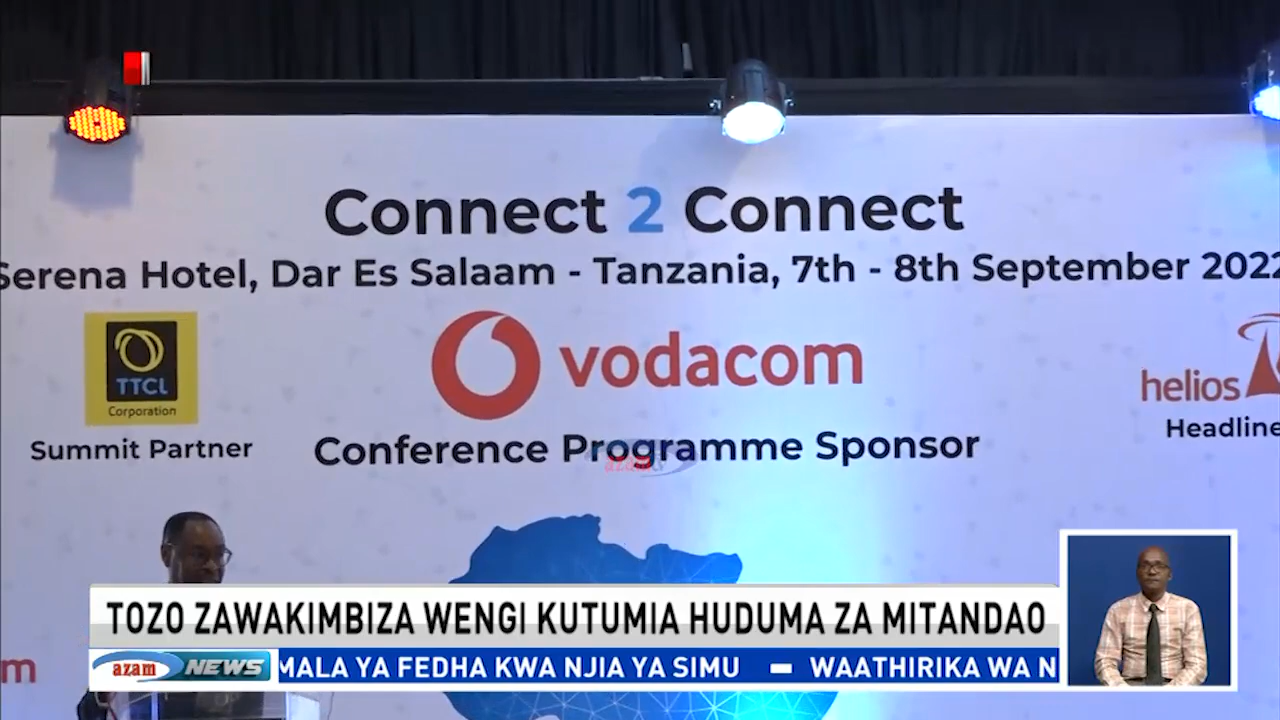 Connect 2 Connect
Serena Hotel, Dar Es Salaam - Tanzania, 7th - 8th September 2022
TTCL
Corporation
Summit Partner
vodacom
Conference Programme Sponsor
helios
Headline
azam
TOZO ZAWAKIMBIZA WENGI KUTUMIA HUDUMA ZA MITANDAO
azam NEWS
MALA YA FEDHA KWA NJIA YA SIMU – WAATHIRIKA WA N
m